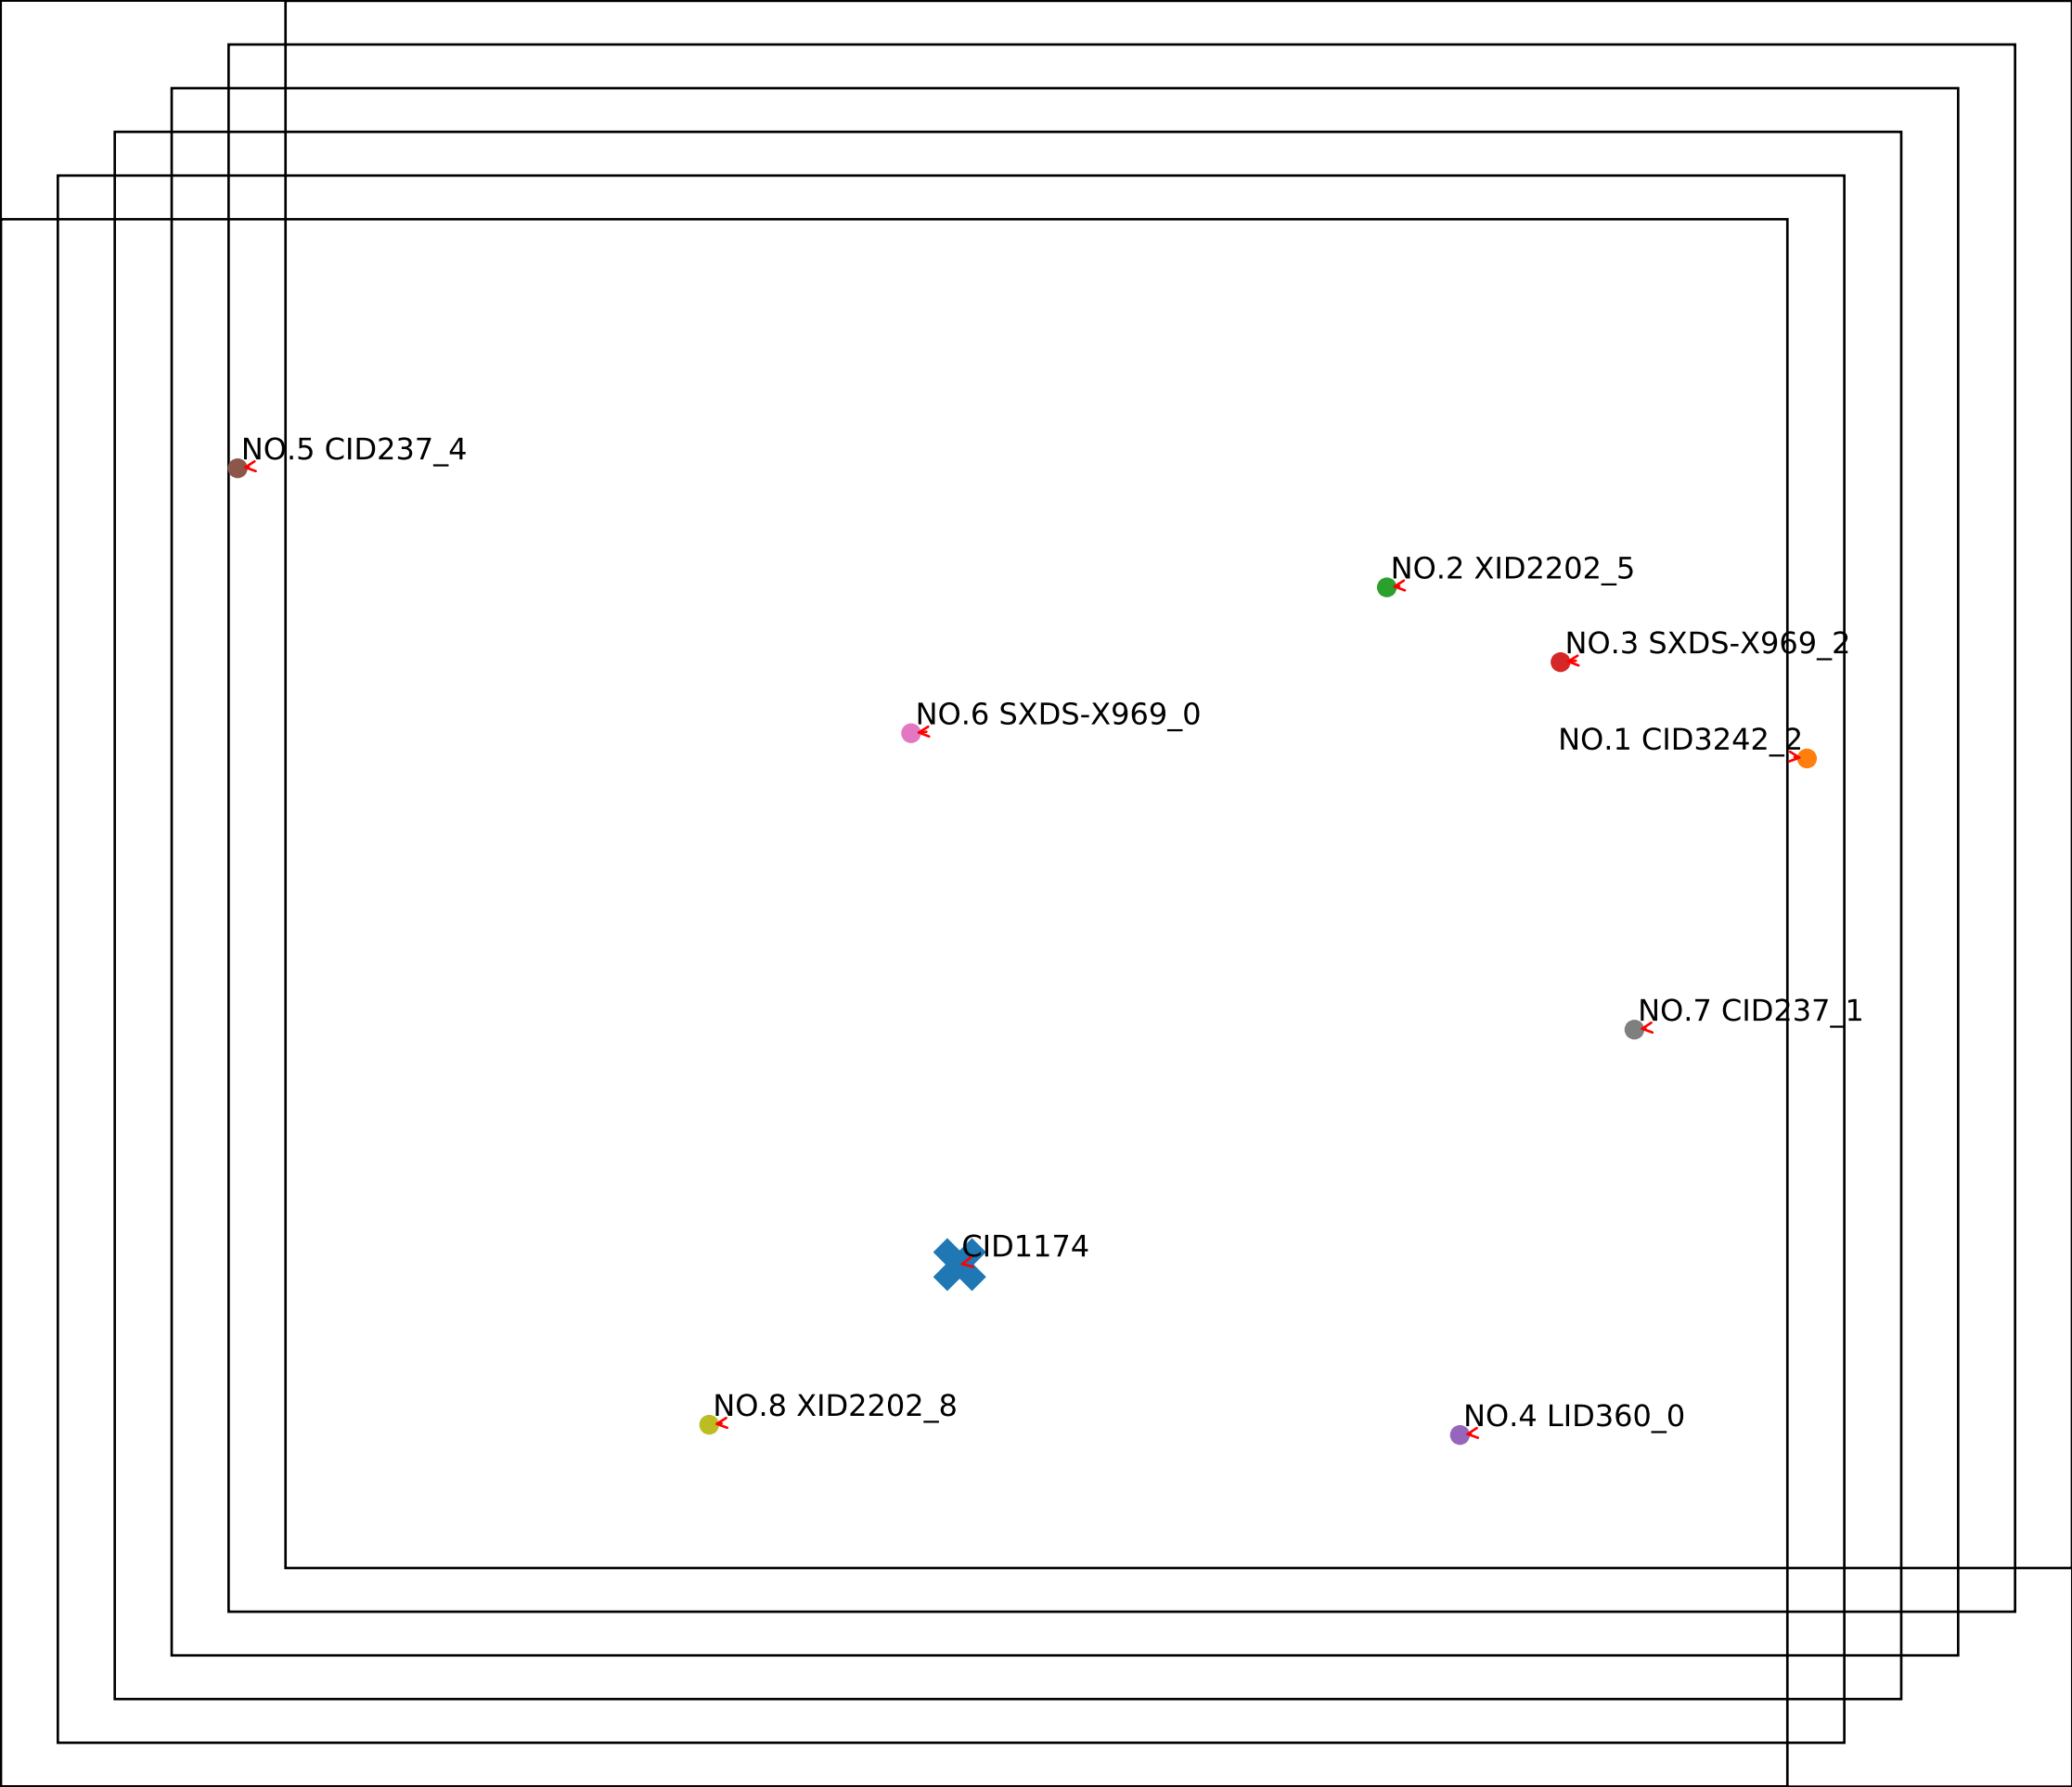 NO.5 CID237_4
NO.2 XID2202_5
NO.3 SXDS-X969_2
NO.6 SXDS-X969_0
NO.1 CID3242_2
NO.7 CID237_1
CID1174
NO.8 XID2202_8
NO.4 LID360_0